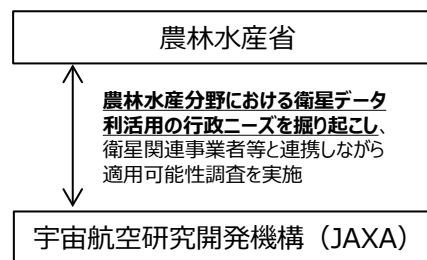 農林水産省
農林水産分野における衛星データ
利活用の行政ニーズを掘り起こし、
衛星関連事業者等と連携しながら
適用可能性調査を実施
宇宙航空研究開発機構（JAXA）